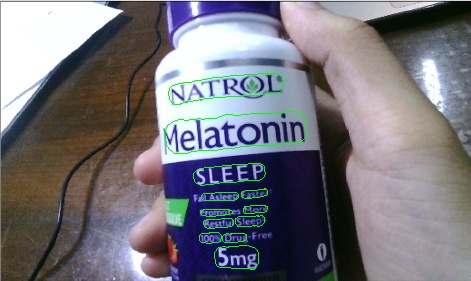 NATROL®
Melatonin
SLEEP
Fall Asleep Faster
Promotes More
Restful Sleep
100% Drug-Free
5mg